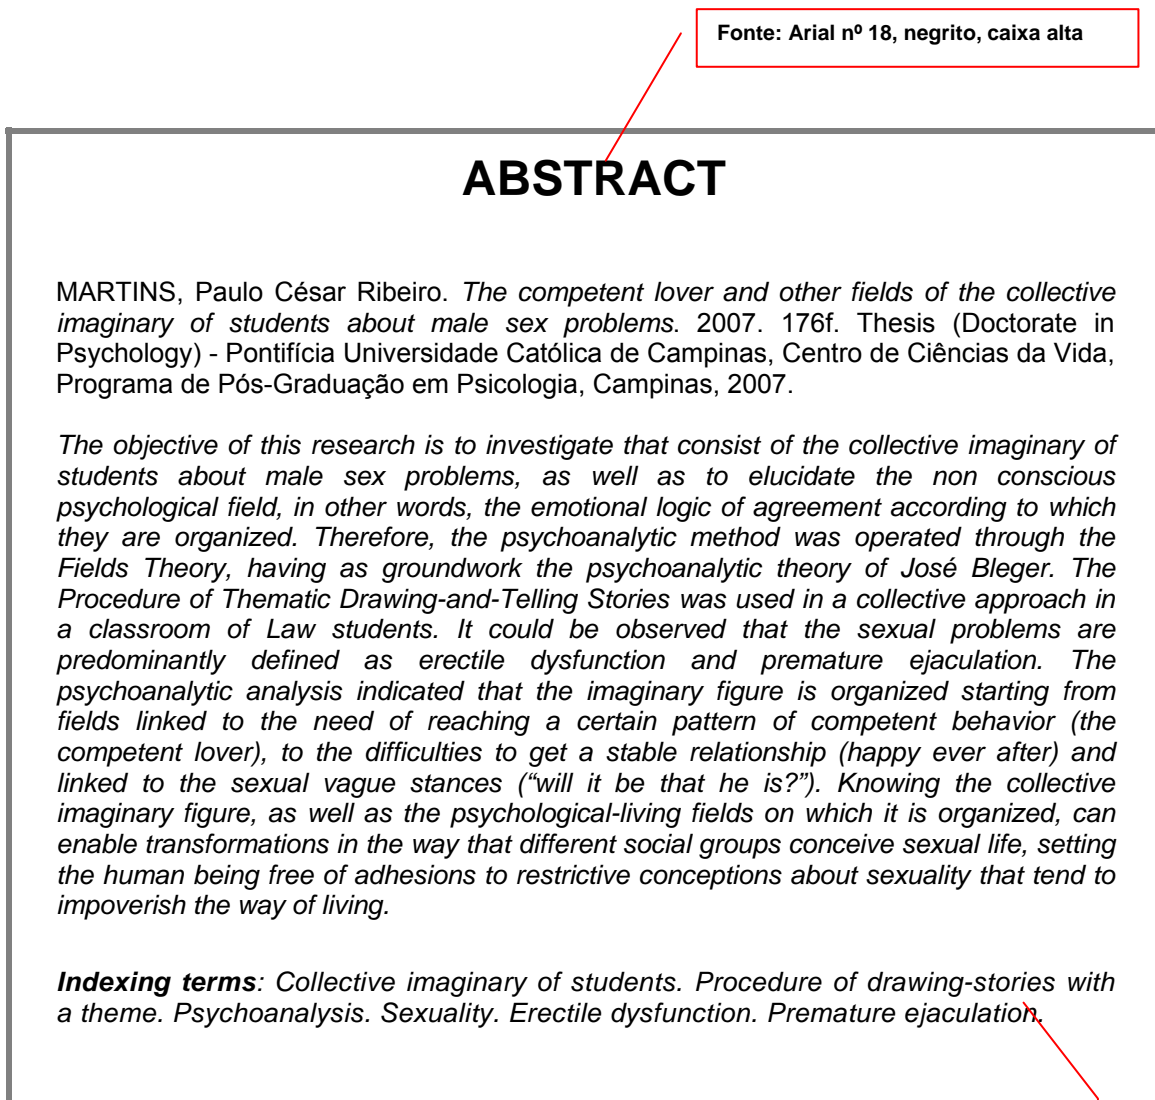 Fonte: Arial nº 18, negrito, caixa alta
ABSTRACT
MARTINS, Paulo César Ribeiro. The competent lover and other fields of the collective
imaginary of students about male sex problems. 2007. 176f. Thesis (Doctorate in
Psychology) - Pontifícia Universidade Católica de Campinas, Centro de Ciências da Vida,
Programa de Pós-Graduação em Psicologia, Campinas, 2007.
The objective of this research is to investigate that consist of the collective imaginary of
students about male sex problems, as well as to elucidate the non conscious
psychological field, in other words, the emotional logic of agreement according to which
they are organized. Therefore, the psychoanalytic method was operated through the
Fields Theory, having as groundwork the psychoanalytic theory of José Bleger. The
Procedure of Thematic Drawing-and-Telling Stories was used in a collective approach in
a classroom of Law students. It could be observed that the sexual problems are
predominantly defined as erectile dysfunction and premature ejaculation. The
psychoanalytic analysis indicated that the imaginary figure is organized starting from
fields linked to the need of reaching a certain pattern of competent behavior (the
competent lover), to the difficulties to get a stable relationship (happy ever after) and
linked to the sexual vague stances (“will it be that he is?”). Knowing the collective
imaginary figure, as well as the psychological-living fields on which it is organized, can
enable transformations in the way that different social groups conceive sexual life, setting
the human being free of adhesions to restrictive conceptions about sexuality that tend to
impoverish the way of living.
Indexing terms: Collective imaginary of students. Procedure of drawing-stories with
a theme. Psychoanalysis. Sexuality. Erectile dysfunction. Premature ejaculation.